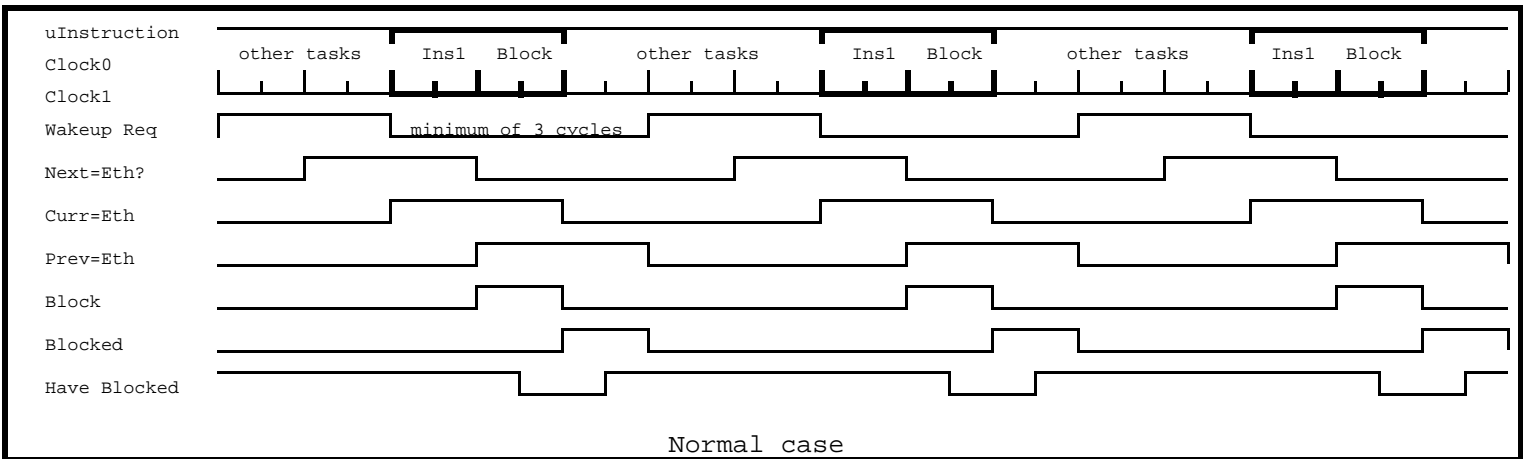 uInstruction
other tasks Ins1 Block other tasks Ins1 Block other tasks Ins1 Block
Clock0
Clock1
Wakeup Req minimum of 3 cycles
Next=Eth?
Curr=Eth
Prev=Eth
Block
Blocked
Have Blocked
Normal case